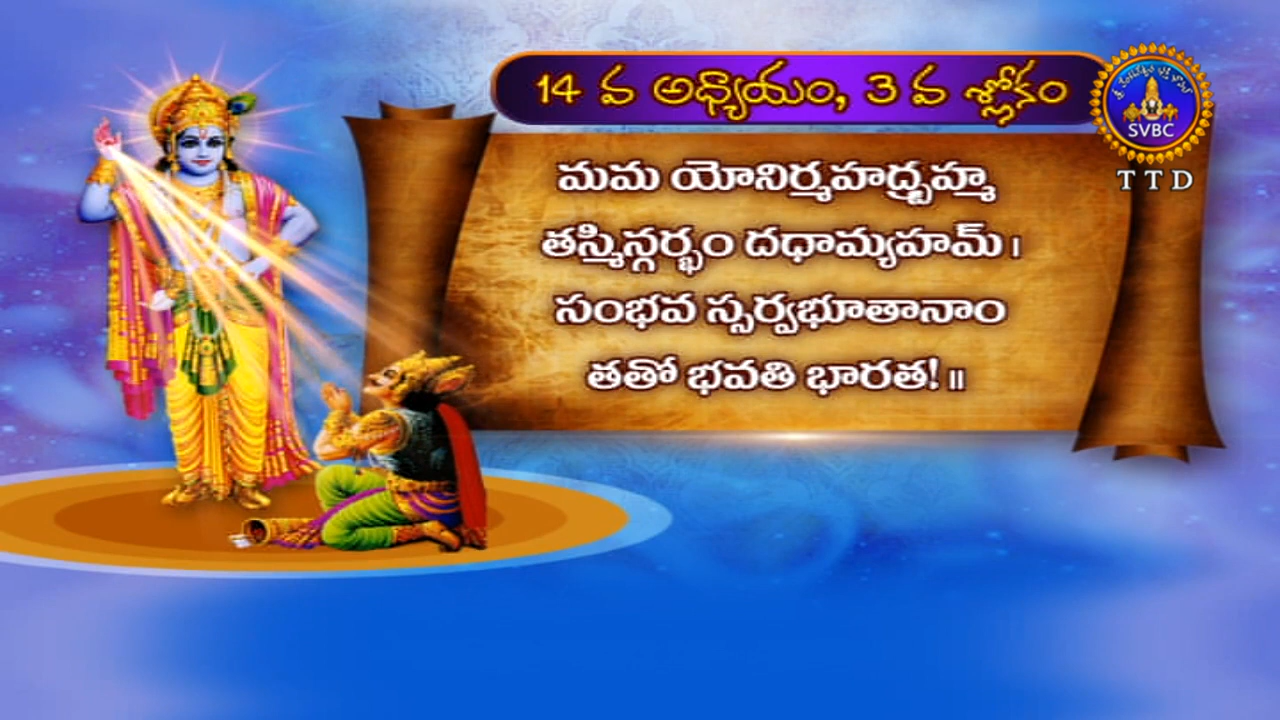 14 వ అధ్యాయం, 3 వ శ్లోకం
మమ యోనిర్మహద్బ్రహ్మ
తస్మిన్గర్భం దధామ్యహమ్ ।
సంభవ స్సర్వభూతానాం
తతో భవతి భారత! ॥
SVBC
TTD